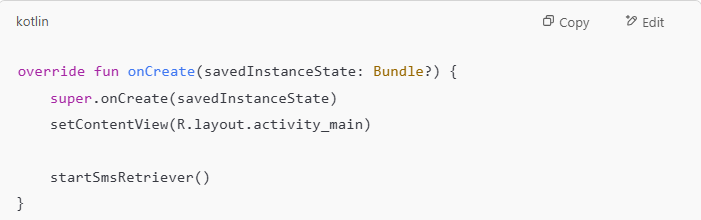 kotlin
Copy
Edit
override fun onCreate(savedInstanceState: Bundle?) {
    super.onCreate(savedInstanceState)
    setContentView(R.layout.activity_main)

    startSmsRetriever()
}